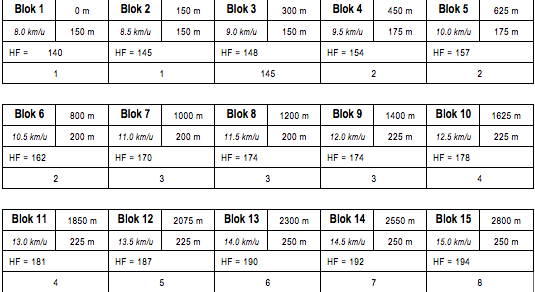 Blok 1 0 m Blok 2 150 m Blok 3 300 m Blok 4 450 m Blok 5 625 m
8.0 km/u 150 m 8.5 km/u 150 m 9.0 km/u 150 m 9.5 km/u 175 m 10.0 km/u 175 m
HF = 140 HF = 145 HF = 148 HF = 154 HF = 157
1 1 145 2 2
Blok 6 800 m Blok 7 1000 m Blok 8 1200 m Blok 9 1400 m Blok 10 1625 m
10.5 km/u 200 m 11.0 km/u 200 m 11.5 km/u 200 m 12.0 km/u 225 m 12.5 km/u 225 m
HF = 162 HF = 170 HF = 174 HF = 174 HF = 178
2 3 3 3 4
Blok 11 1850 m Blok 12 2075 m Blok 13 2300 m Blok 14 2550 m Blok 15 2800 m
13.0 km/u 225 m 13.5 km/u 225 m 14.0 km/u 250 m 14.5 km/u 250 m 15.0 km/u 250 m
HF = 181 HF = 187 HF = 190 HF = 192 HF = 194
4 5 6 7 8